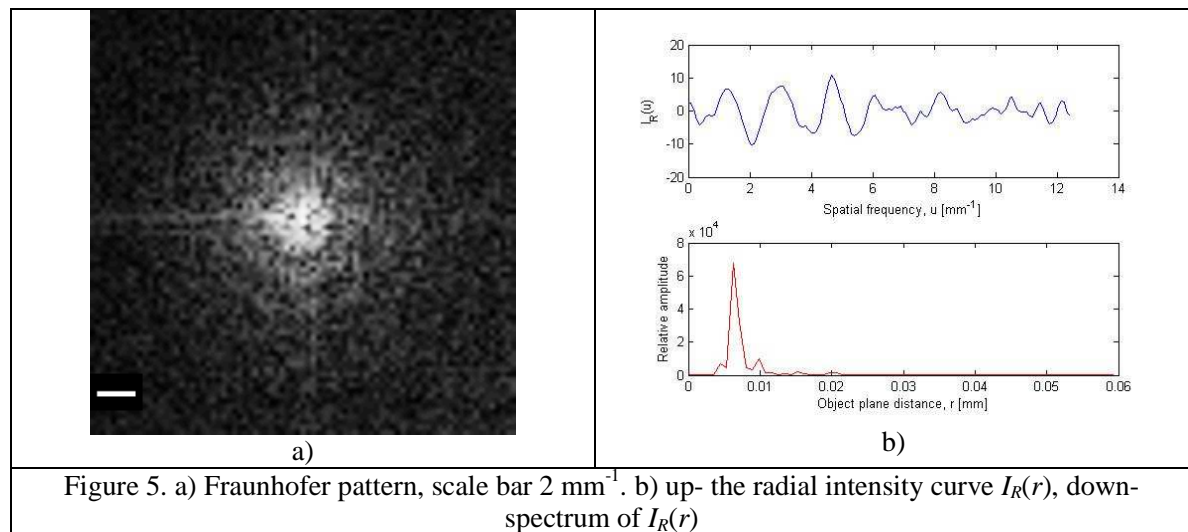 20
10
0
-10
-20
I_R(u)
0 2 4 6 8 10 12 14
Spatial frequency, u [mm⁻¹]
x 10⁴
8
6
4
2
0
Relative amplitude
0 0.01 0.02 0.03 0.04 0.05 0.06
Object plane distance, r [mm]
a)
b)
Figure 5. a) Fraunhofer pattern, scale bar 2 mm⁻¹. b) up- the radial intensity curve I_R(r), down-
spectrum of I_R(r)